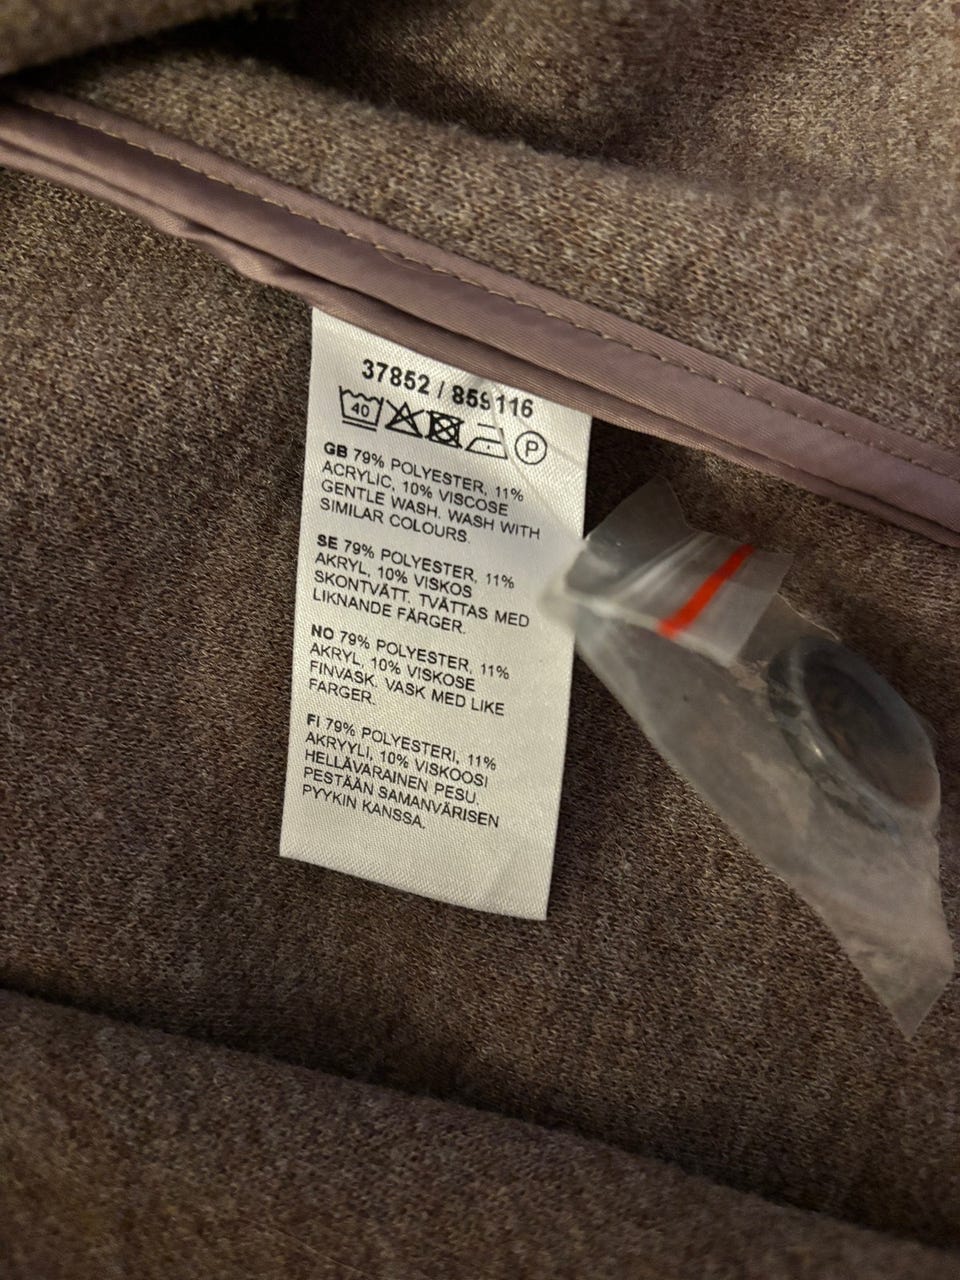 37852 / 859116
40
P
GB 79% POLYESTER, 11%
ACRYLIC, 10% VISCOSE
GENTLE WASH. WASH WITH
SIMILAR COLOURS.
SE 79% POLYESTER, 11%
AKRYL, 10% VISKOS
SKONTVÄTT. TVÄTTAS MED
LIKNANDE FÄRGER.
NO 79% POLYESTER, 11%
AKRYL, 10% VISKOSE
FINVASK. VASK MED LIKE
FARGER.
FI 79% POLYESTERI, 11%
AKRYYLI, 10% VISKOOSI
HELLÄVARAINEN PESU.
PESTÄÄN SAMANVÄRISEN
PYYKIN KANSSA.